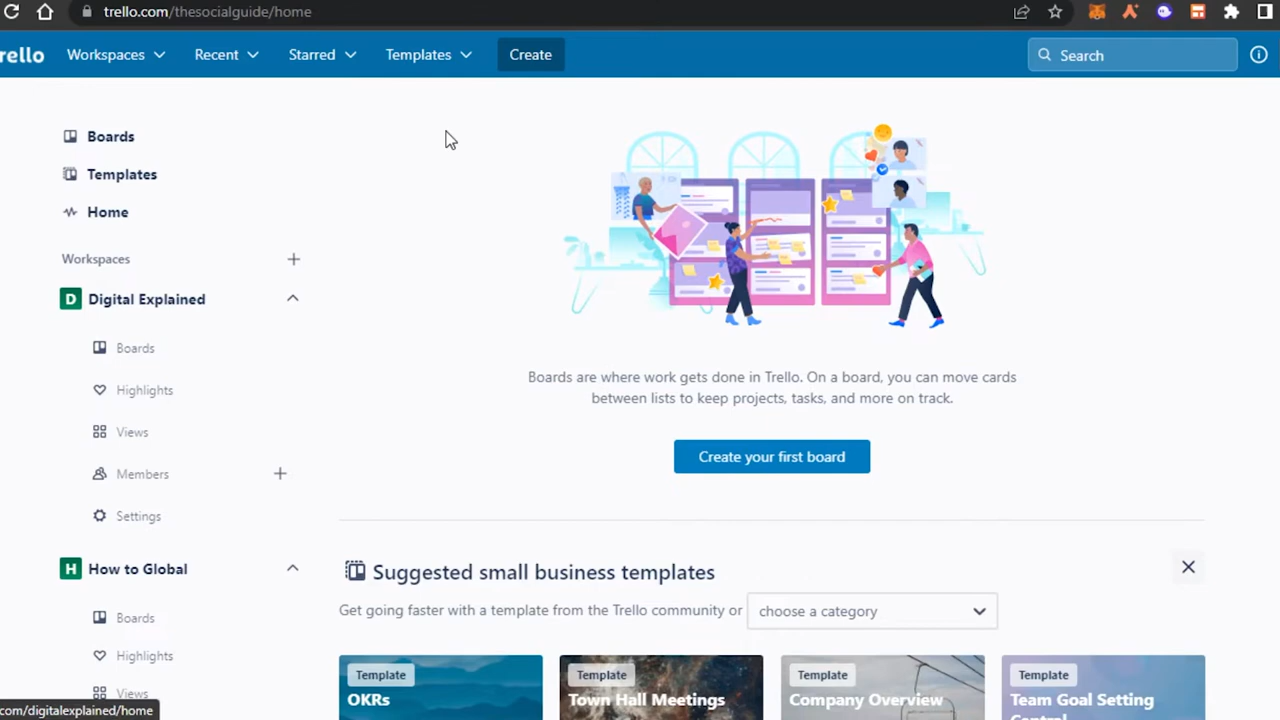 trello.com/thesocialguide/home
rello Workspaces Recent Starred Templates Create Search
Boards
Templates
Home
Workspaces
D Digital Explained
Boards
Highlights
Views
Members
Settings
H How to Global
Boards
Highlights
Views
com/digitalexplained/home
Boards are where work gets done in Trello. On a board, you can move cards
between lists to keep projects, tasks, and more on track.
Create your first board
Suggested small business templates
Get going faster with a template from the Trello community or choose a category
Template
OKRs
Template
Town Hall Meetings
Template
Company Overview
Template
Team Goal Setting
Central